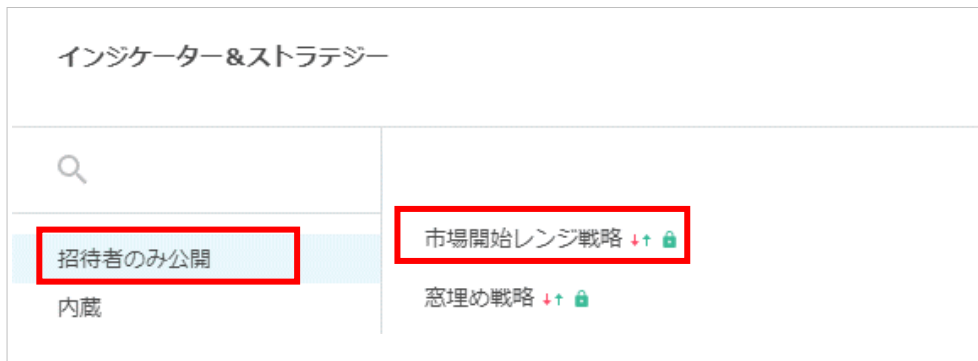 インジケーター＆ストラテジー
招待者のみ公開
内蔵
市場開始レンジ戦略
窓埋め戦略